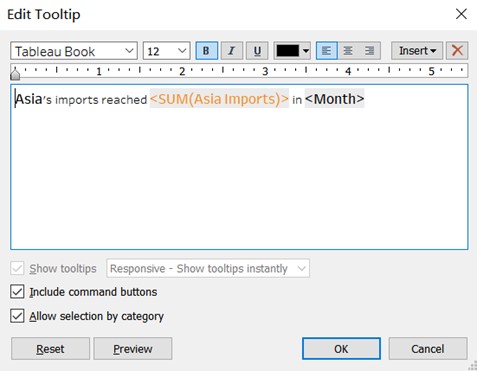 Edit Tooltip
Tableau Book 12 B I U Insert
1 2 3 4 5
Asia's imports reached <SUM(Asia Imports)> in <Month>
Show tooltips Responsive - Show tooltips instantly
Include command buttons
Allow selection by category
Reset Preview OK Cancel